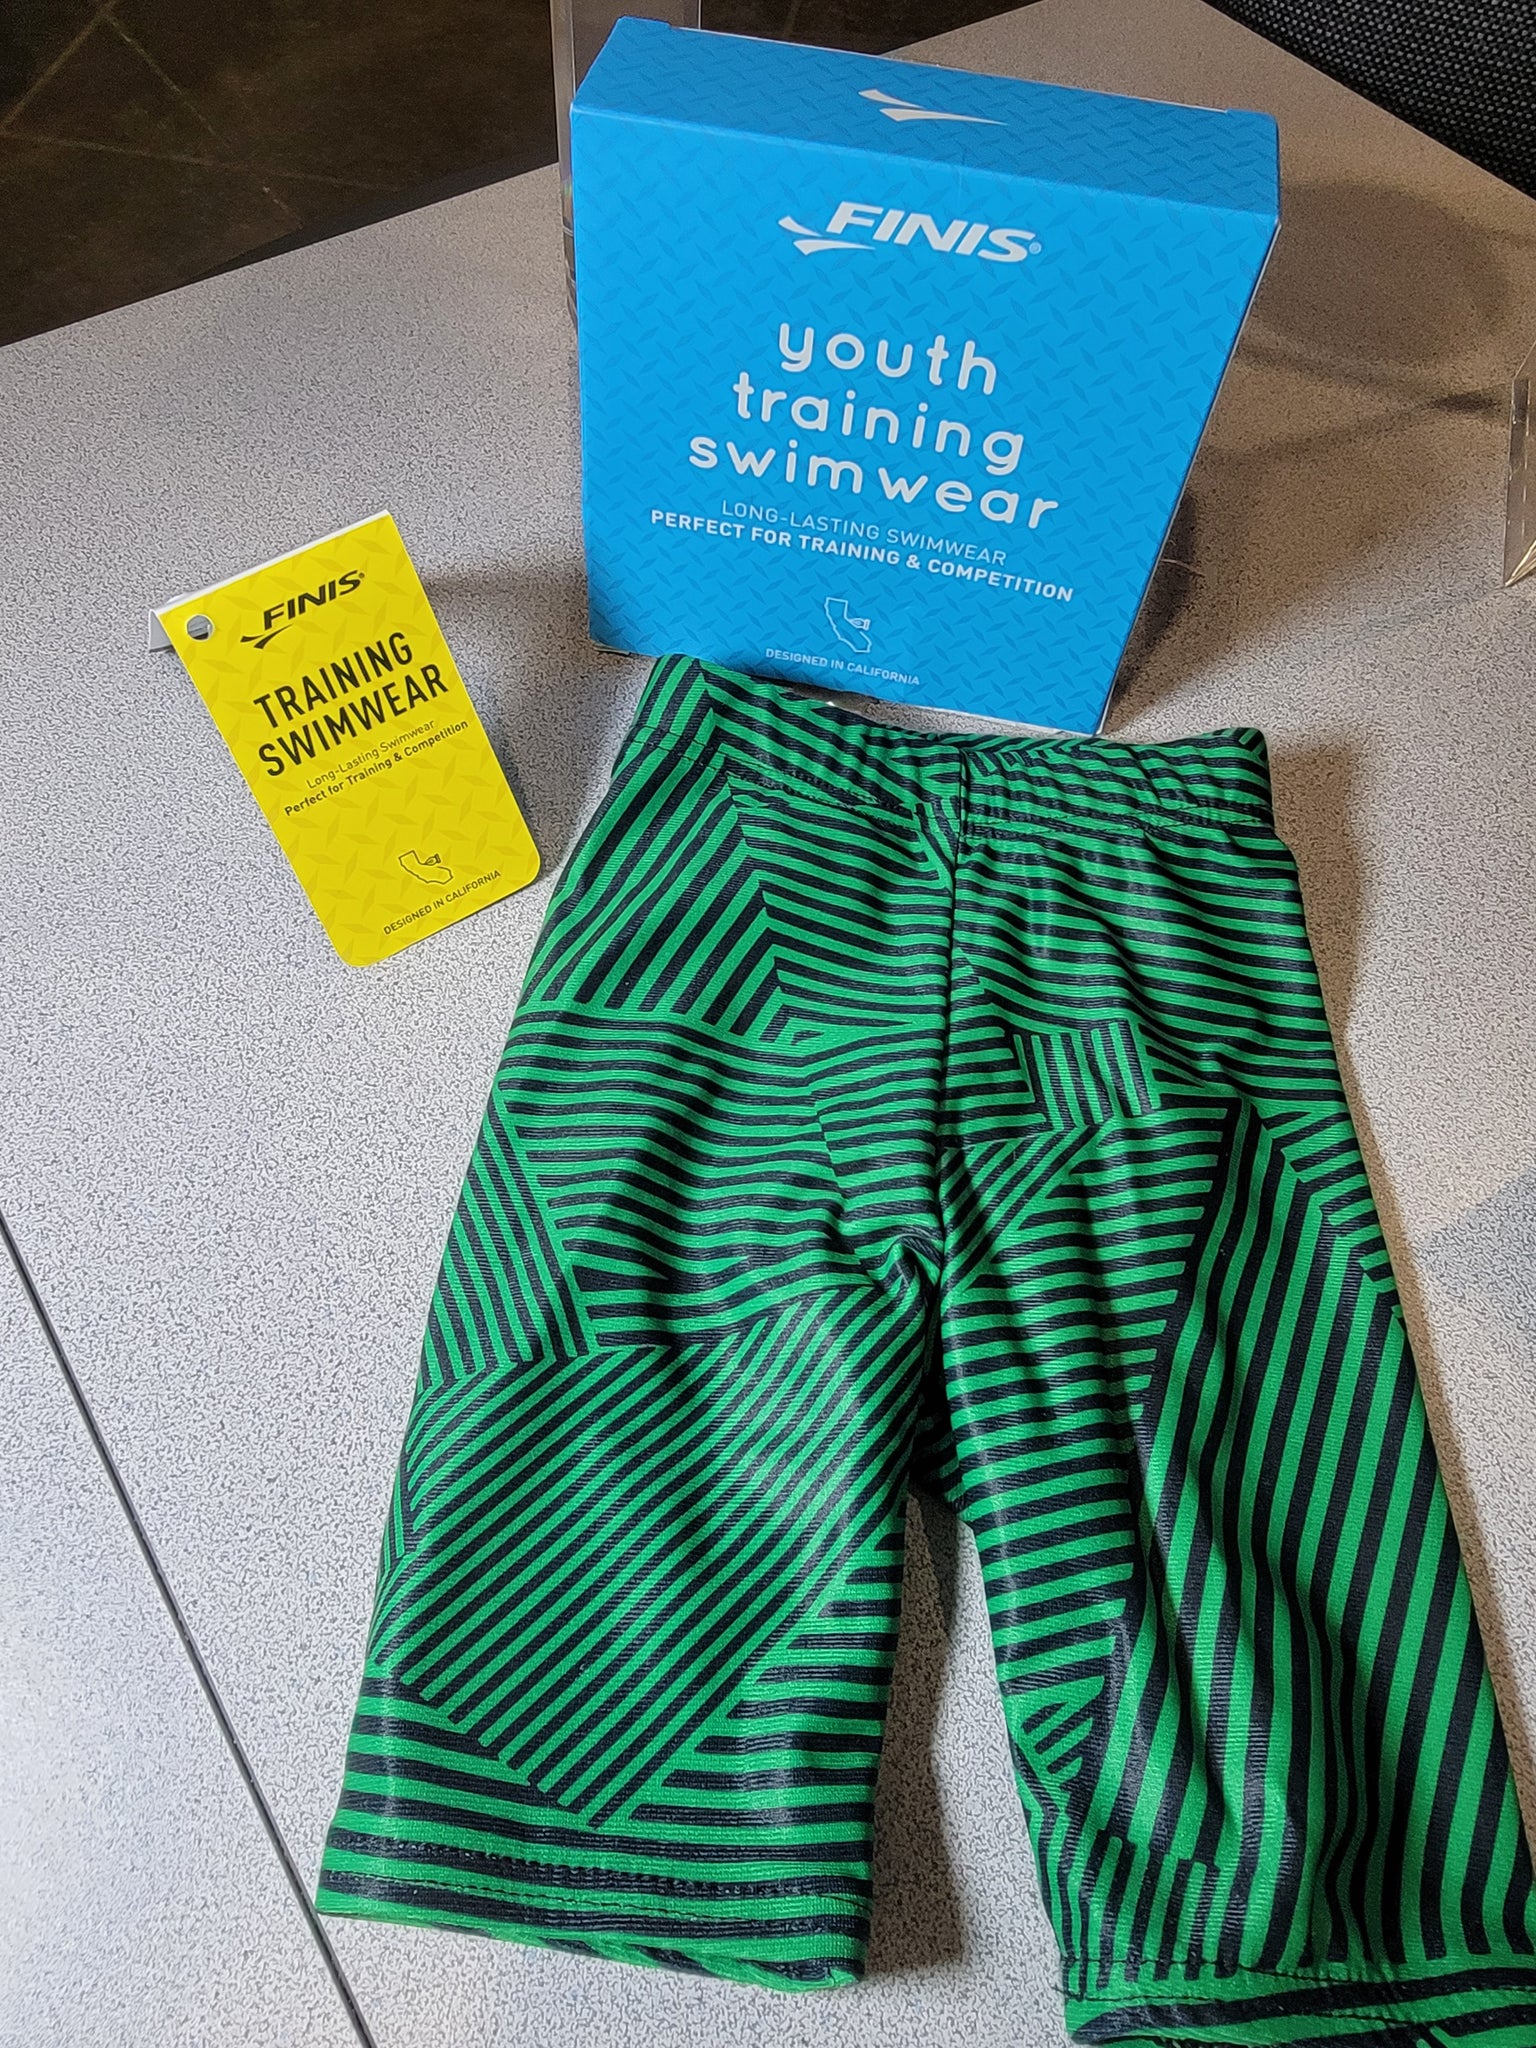 FINIS®
youth
training
swimwear
LONG-LASTING SWIMWEAR
PERFECT FOR TRAINING & COMPETITION
DESIGNED IN CALIFORNIA
FINIS®
TRAINING
SWIMWEAR
Long-Lasting Swimwear
Perfect for Training & Competition
DESIGNED IN CALIFORNIA